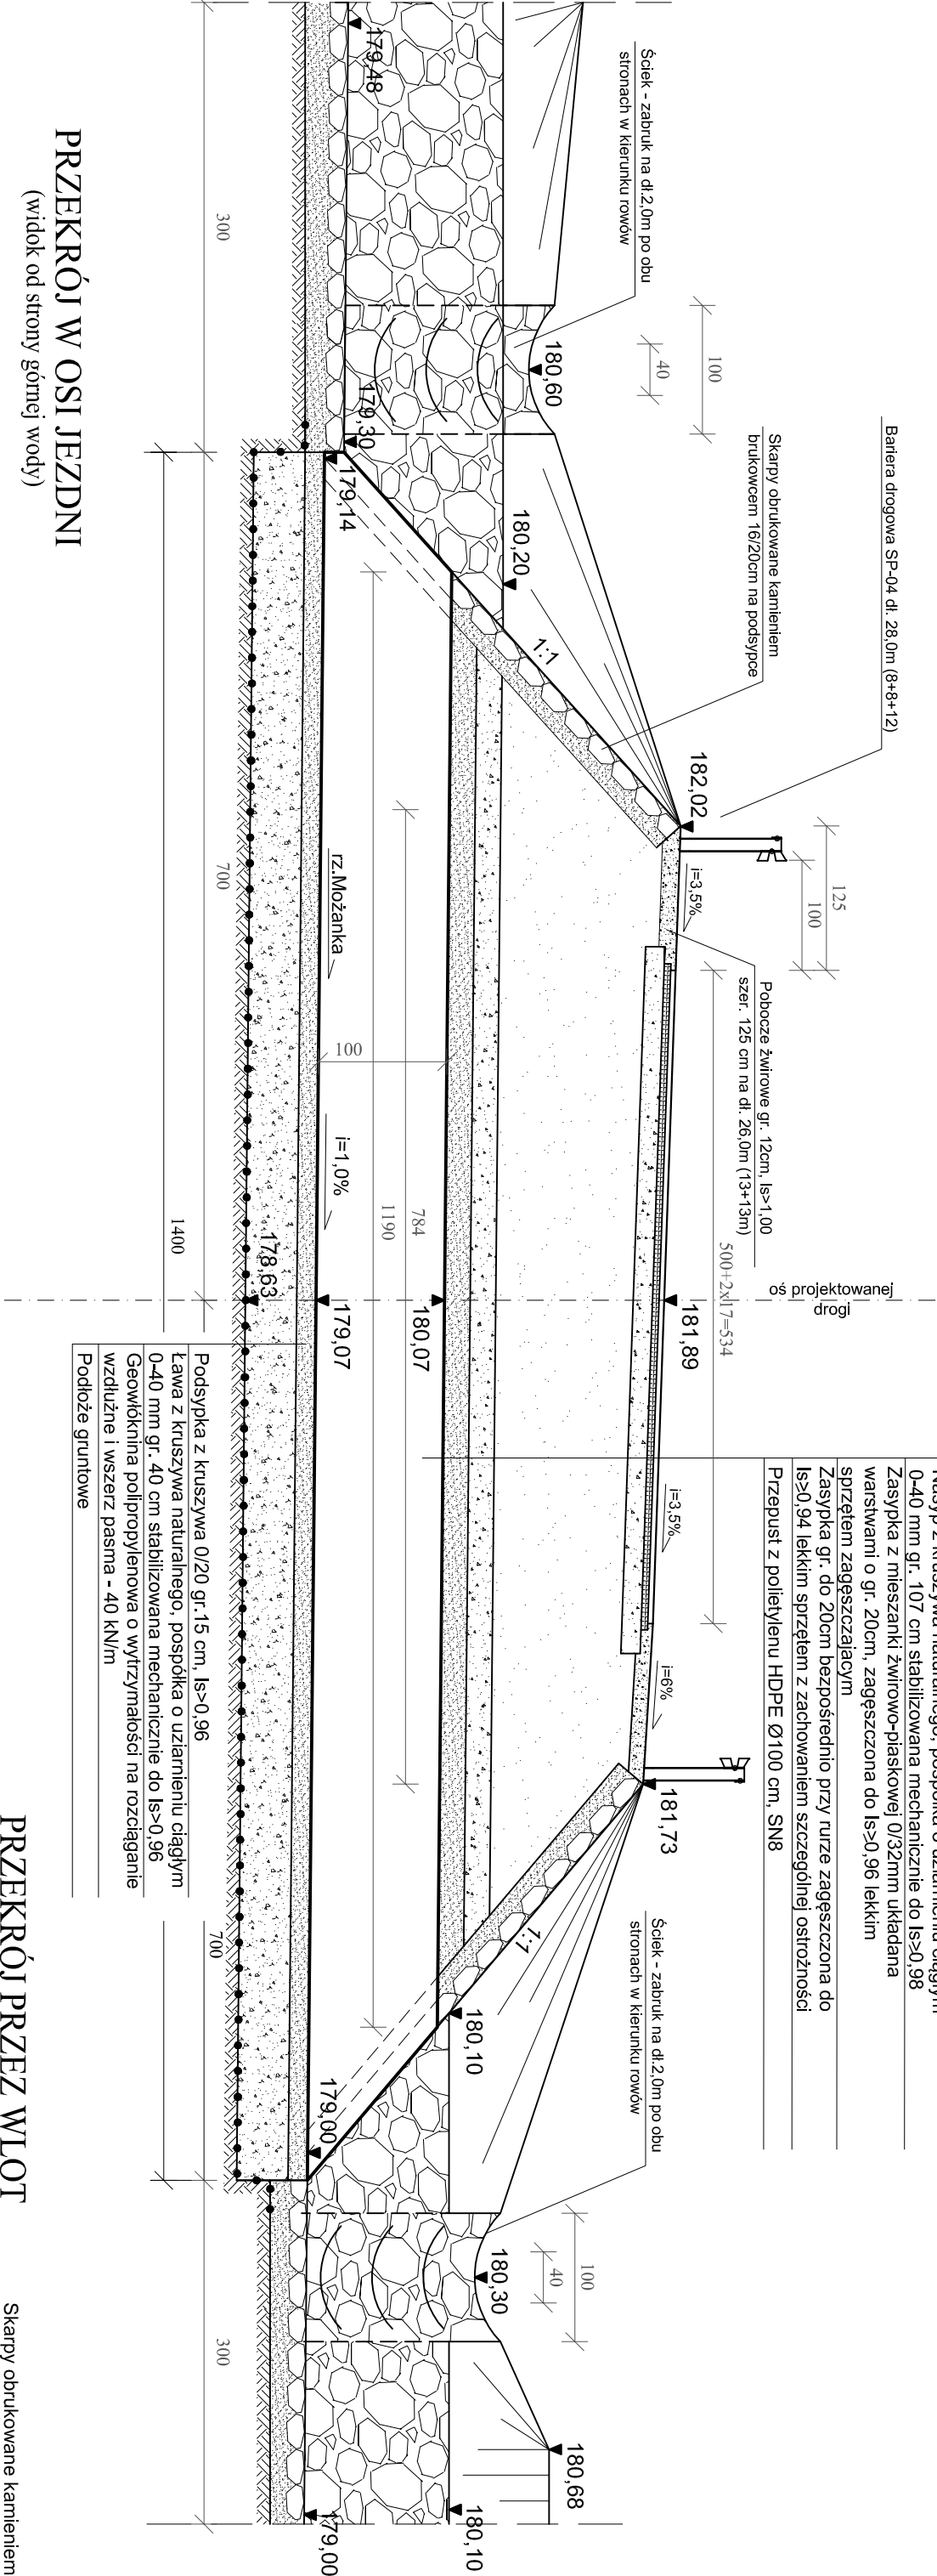 Nasyp z kruszywa naturalnego, pospółka o uziarnieniu ciągłym
0-40 mm gr. 107 cm stabilizowana mechanicznie do Is>0,98
Zasypka z mieszanki żwirowo-piaskowej 0/32mm układana
warstwami o gr. 20cm, zagęszczona do Is>0,96 lekkim
sprzętem zagęszczającym
Zasypka gr. do 20cm bezpośrednio przy rurze zagęszczona do
Is>0,94 lekkim sprzętem z zachowaniem szczególnej ostrożności
Przepust z polietylenu HDPE Ø100 cm, SN8
Bariera drogowa SP-04 dł. 28,0m (8+8+12)
Skarpy obrukowane kamieniem
brukowcem 16/20cm na podsypce
Ściek - zabruk na dł.2,0m po obu
stronach w kierunku rowów
Pobocze żwirowe gr. 12cm, Is>1,00
szer. 125 cm na dł. 26,0m (13+13m)
oś projektowanej
drogi
Ściek - zabruk na dł.2,0m po obu
stronach w kierunku rowów
125
100
500+2x17=534
100
40
100
40
182,02
i=3,5%
181,89
i=3,5%
i=6%
181,73
180,60
180,20
1:1
1:1
180,68
180,30
180,10
180,10
180,07
784
1190
179,48
179,30
179,14
rz.Możanka
100
i=1,0%
179,07
179,00
179,00
178,63
300
700
700
300
1400
Podsypka z kruszywa 0/20 gr.15 cm, Is>0,96
Ława z kruszywa naturalnego, pospółka o uziarnieniu ciągłym
0-40 mm gr. 40 cm stabilizowana mechanicznie do Is>0,96
Geowłóknina polipropylenowa o wytrzymałości na rozciąganie
wzdłużne i wszerz pasma - 40 kN/m
Podłoże gruntowe
PRZEKRÓJ W OSI JEZDNI
(widok od strony górnej wody)
PRZEKRÓJ PRZEZ WLOT
Skarpy obrukowane kamieniem